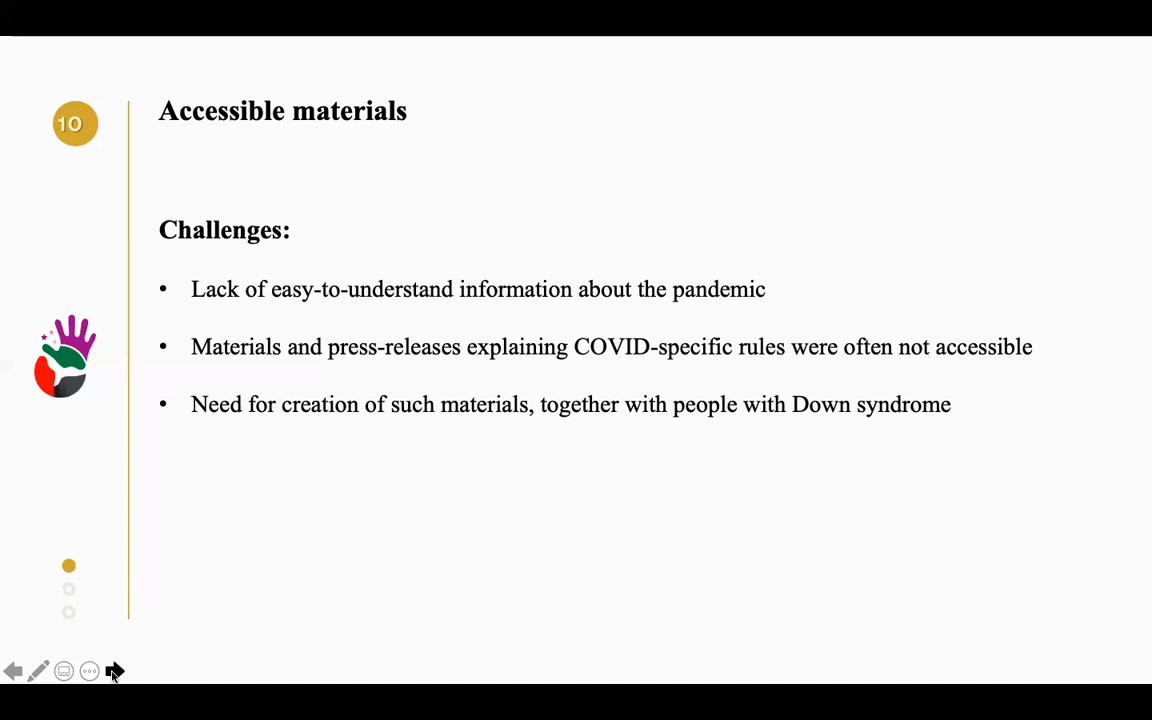 10
Accessible materials
Challenges:
• Lack of easy-to-understand information about the pandemic
• Materials and press-releases explaining COVID-specific rules were often not accessible
• Need for creation of such materials, together with people with Down syndrome